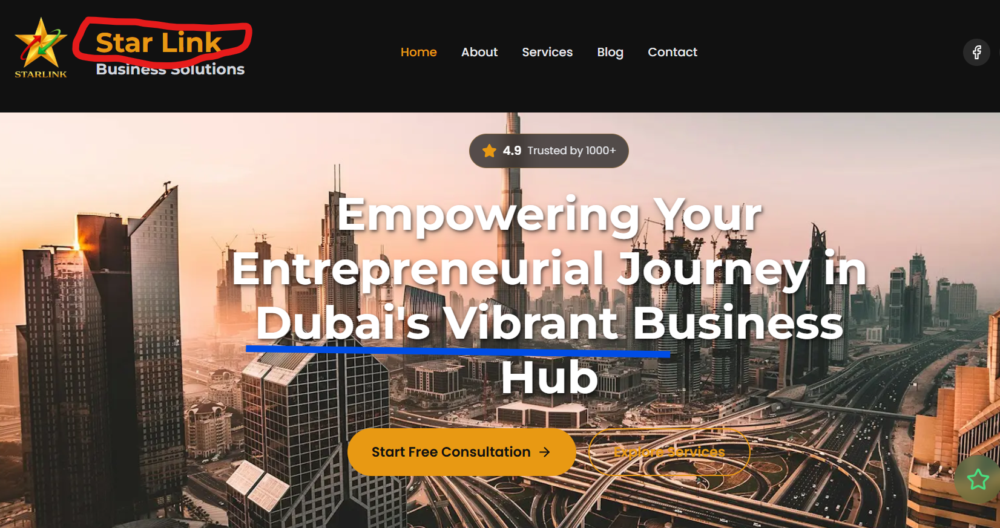 STARLINK
Star Link
Business Solutions
Home About Services Blog Contact
4.9 Trusted by 1000+
Empowering Your
Entrepreneurial Journey in
Dubai's Vibrant Business
Hub
Start Free Consultation →
Explore Services